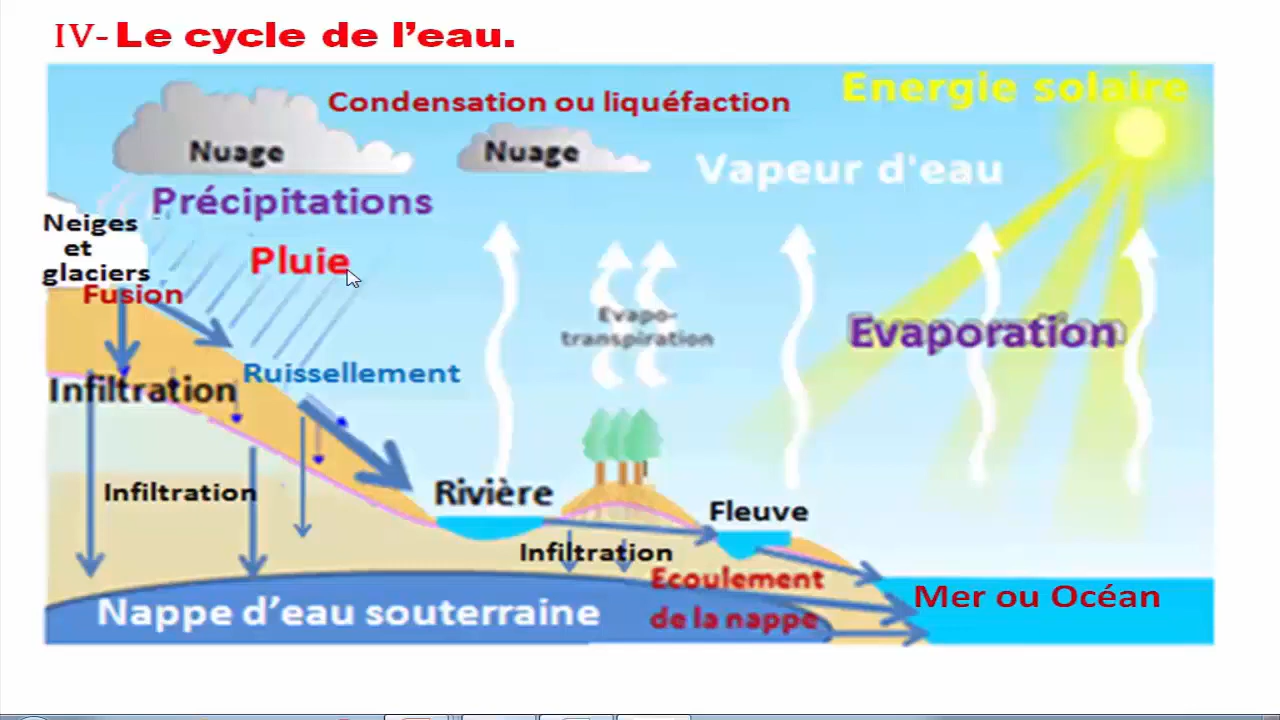 IV- Le cycle de l’eau.
Energie solaire
Condensation ou liquéfaction
Nuage
Nuage
Vapeur d'eau
Précipitations
Neiges
et
glaciers
Pluie
Fusion
Evapo-
transpiration
Evaporation
Ruissellement
Infiltration
Infiltration
Rivière
Fleuve
Infiltration
Ecoulement
de la nappe
Mer ou Océan
Nappe d’eau souterraine